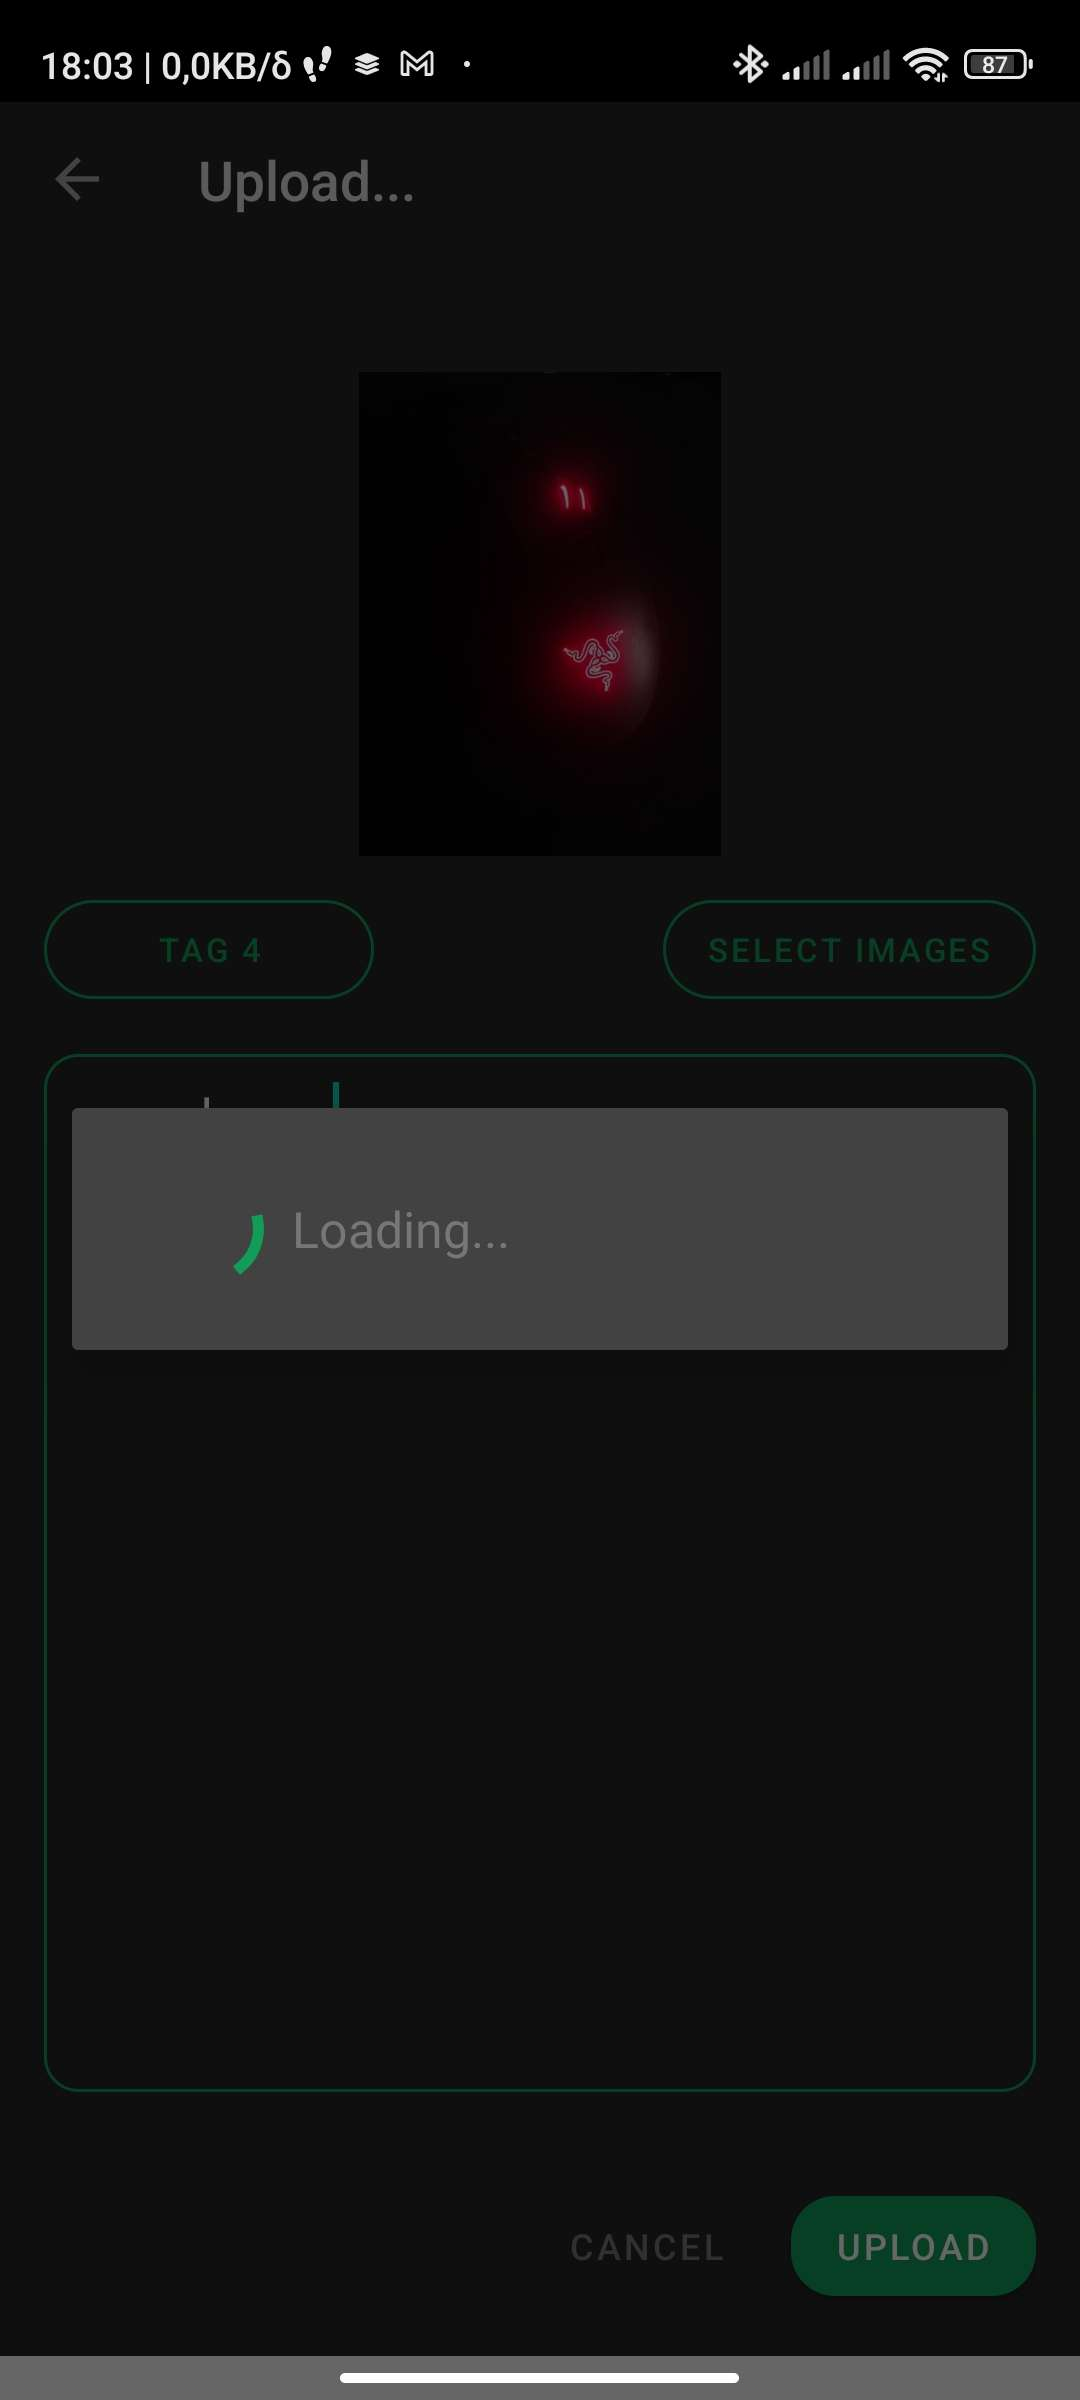 18:03 | 0,0KB/δ
87
Upload...
TAG 4
SELECT IMAGES
Loading...
CANCEL
UPLOAD